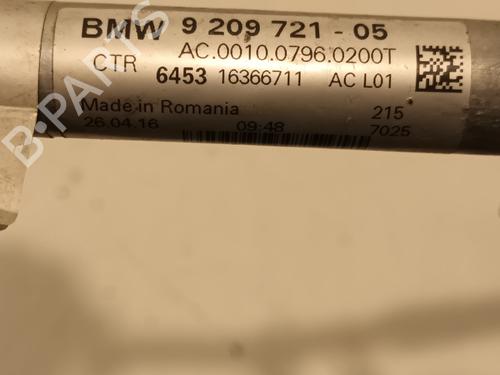 BMW 9 209 721 - 05
AC.0010.0796.0200T
CTR 6453 16366711 AC L01
Made in Romania 215
26.04.16 09:48 7025
B-PARTS